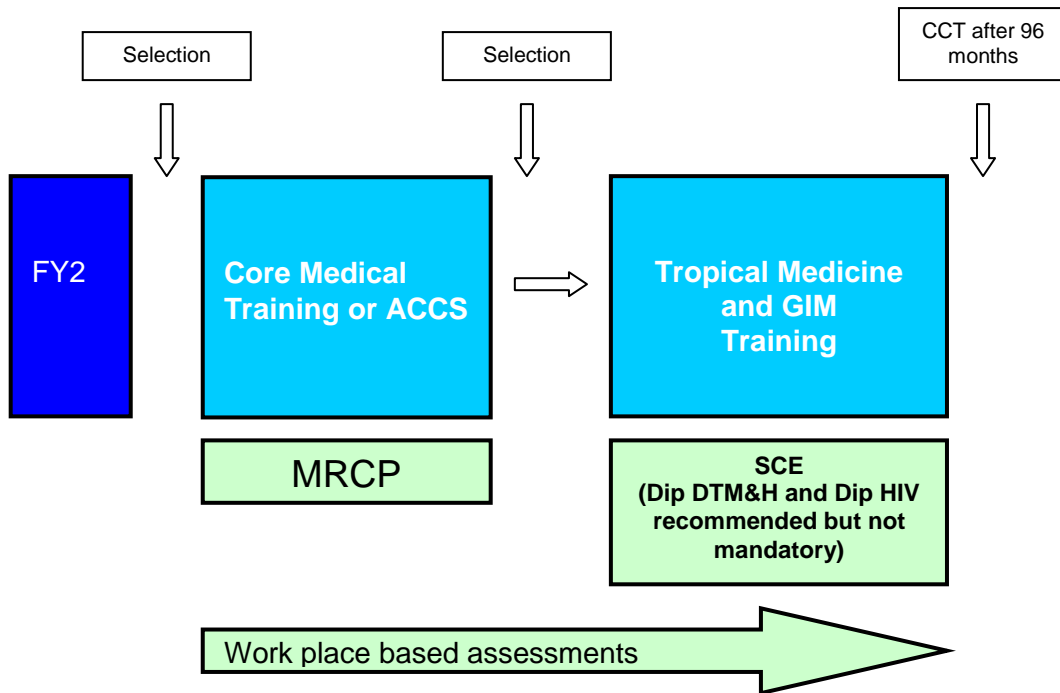 Selection
Selection
CCT after 96
months
FY2
Core Medical
Training or ACCS
Tropical Medicine
and GIM
Training
MRCP
SCE
(Dip DTM&H and Dip HIV
recommended but not
mandatory)
Work place based assessments